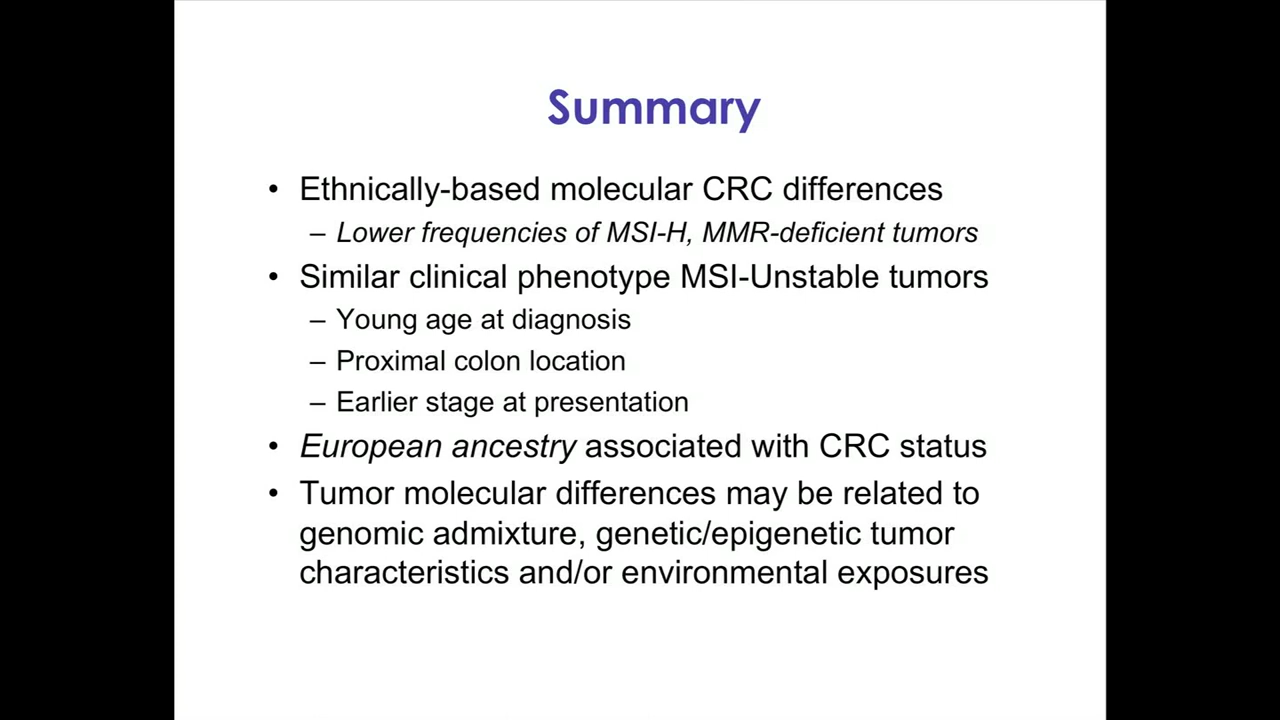 Summary
• Ethnically-based molecular CRC differences
– Lower frequencies of MSI-H, MMR-deficient tumors
• Similar clinical phenotype MSI-Unstable tumors
– Young age at diagnosis
– Proximal colon location
– Earlier stage at presentation
• European ancestry associated with CRC status
• Tumor molecular differences may be related to
genomic admixture, genetic/epigenetic tumor
characteristics and/or environmental exposures